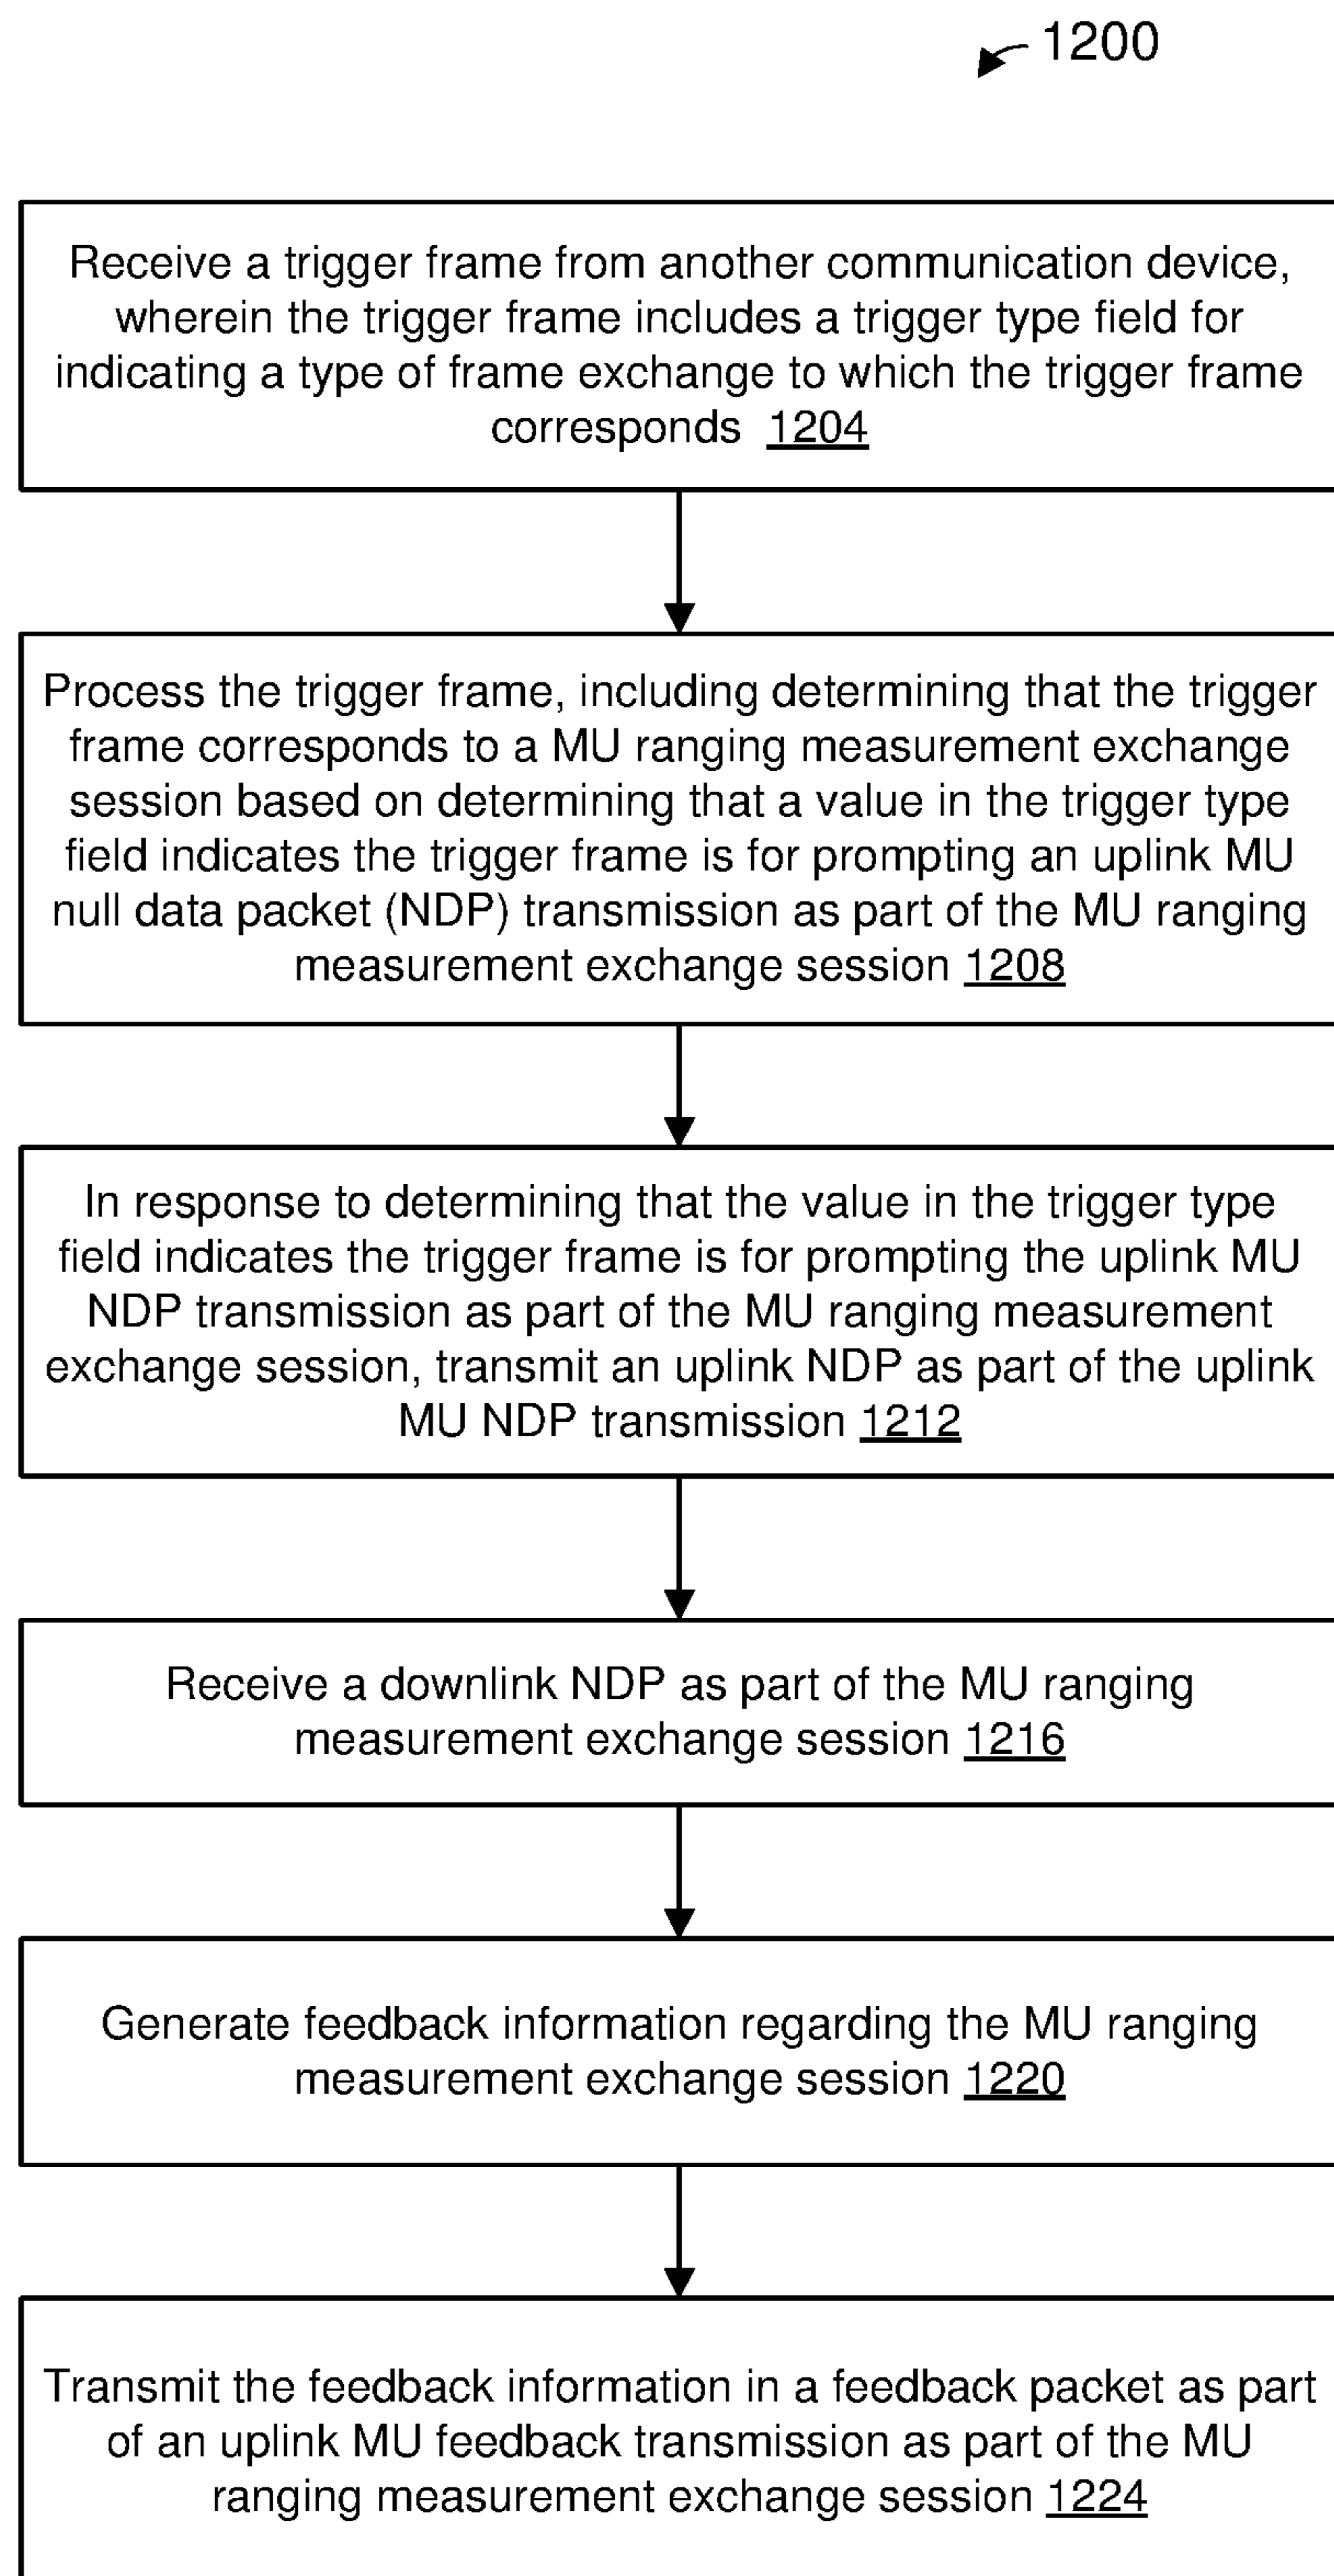 1200
Receive a trigger frame from another communication device,
wherein the trigger frame includes a trigger type field for
indicating a type of frame exchange to which the trigger frame
corresponds 1204
Process the trigger frame, including determining that the trigger
frame corresponds to a MU ranging measurement exchange
session based on determining that a value in the trigger type
field indicates the trigger frame is for prompting an uplink MU
null data packet (NDP) transmission as part of the MU ranging
measurement exchange session 1208
In response to determining that the value in the trigger type
field indicates the trigger frame is for prompting the uplink MU
NDP transmission as part of the MU ranging measurement
exchange session, transmit an uplink NDP as part of the uplink
MU NDP transmission 1212
Receive a downlink NDP as part of the MU ranging
measurement exchange session 1216
Generate feedback information regarding the MU ranging
measurement exchange session 1220
Transmit the feedback information in a feedback packet as part
of an uplink MU feedback transmission as part of the MU
ranging measurement exchange session 1224